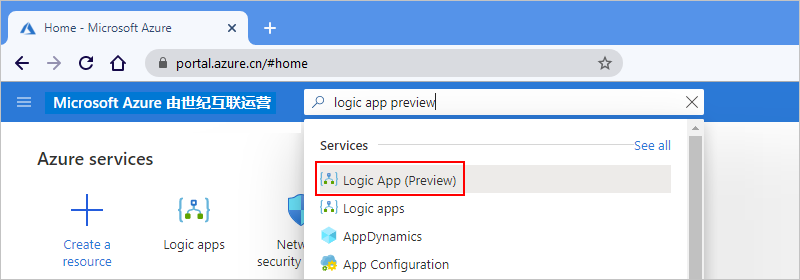 Home - Microsoft Azure
portal.azure.cn/#home
Microsoft Azure 由世纪互联运营
logic app preview
Services
See all
Logic App (Preview)
Logic apps
AppDynamics
App Configuration
Azure services
Create a
resource
Logic apps
Netw
security